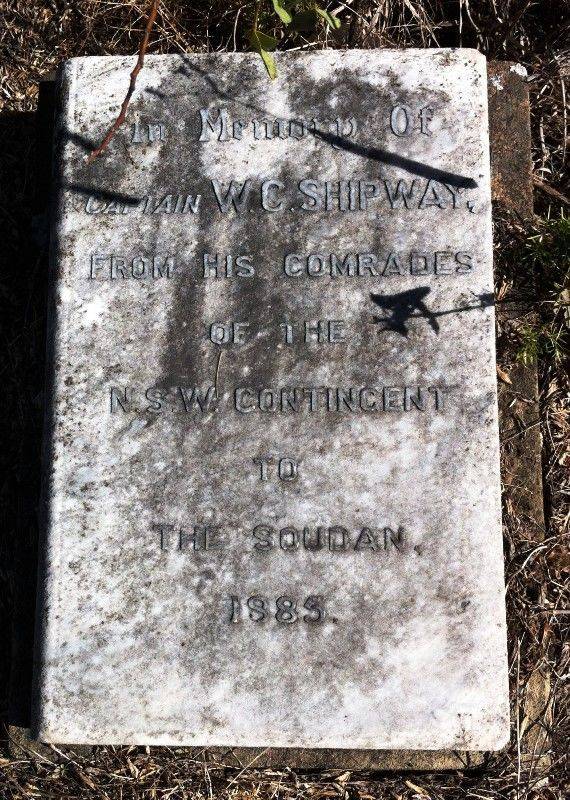 In Memory Of
CAPTAIN W.C. SHIPWAY,
FROM HIS COMRADES
OF THE
N.S.W. CONTINGENT
TO
THE SOUDAN,
1885.